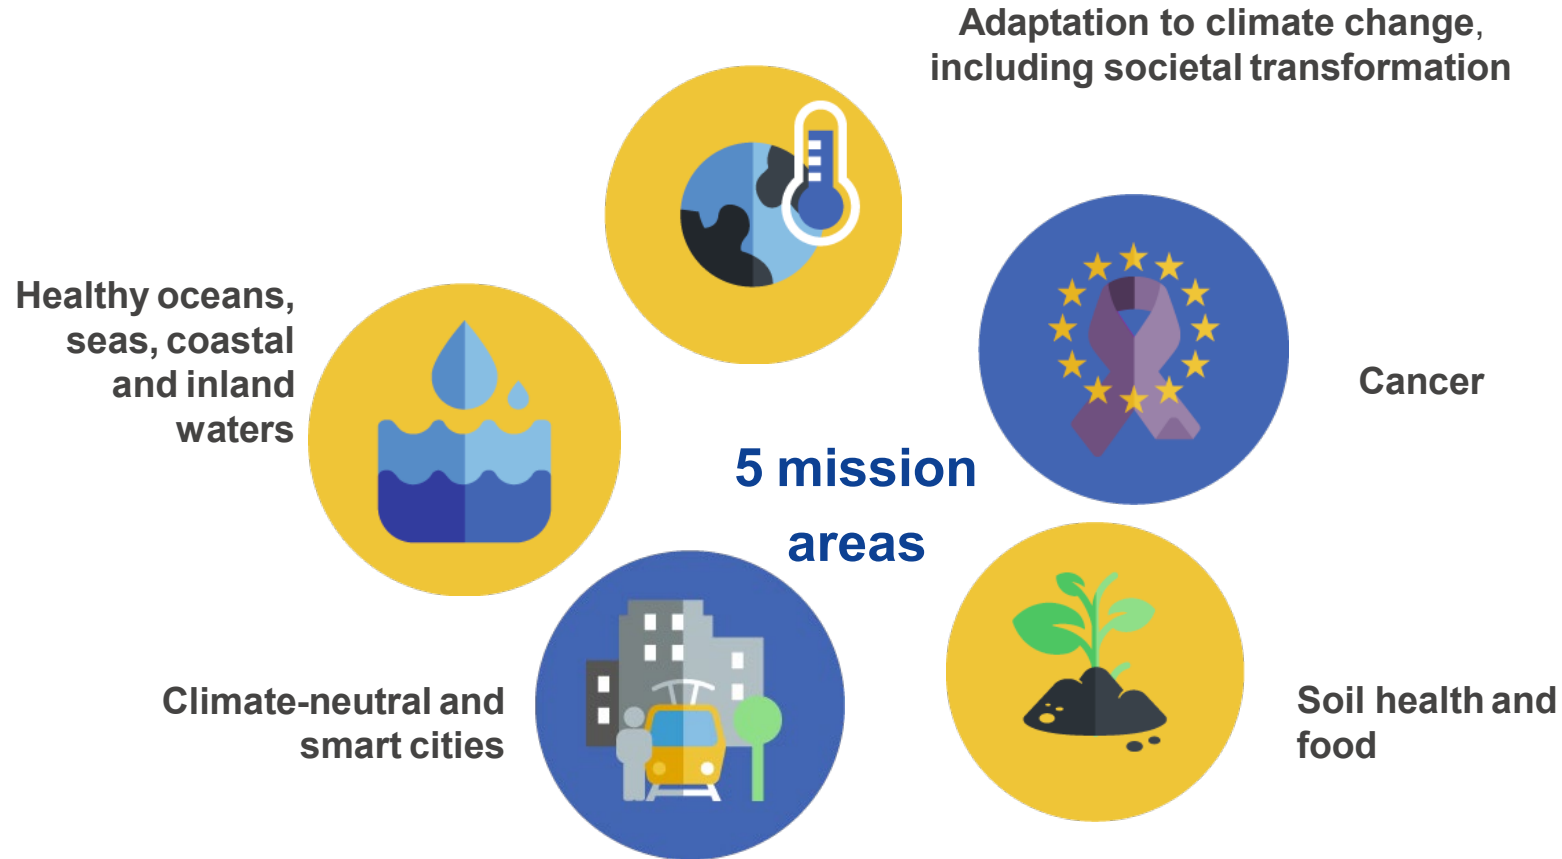 Adaptation to climate change,
including societal transformation
Healthy oceans,
seas, coastal
and inland
waters
Cancer
5 mission
areas
Climate-neutral and
smart cities
Soil health and
food